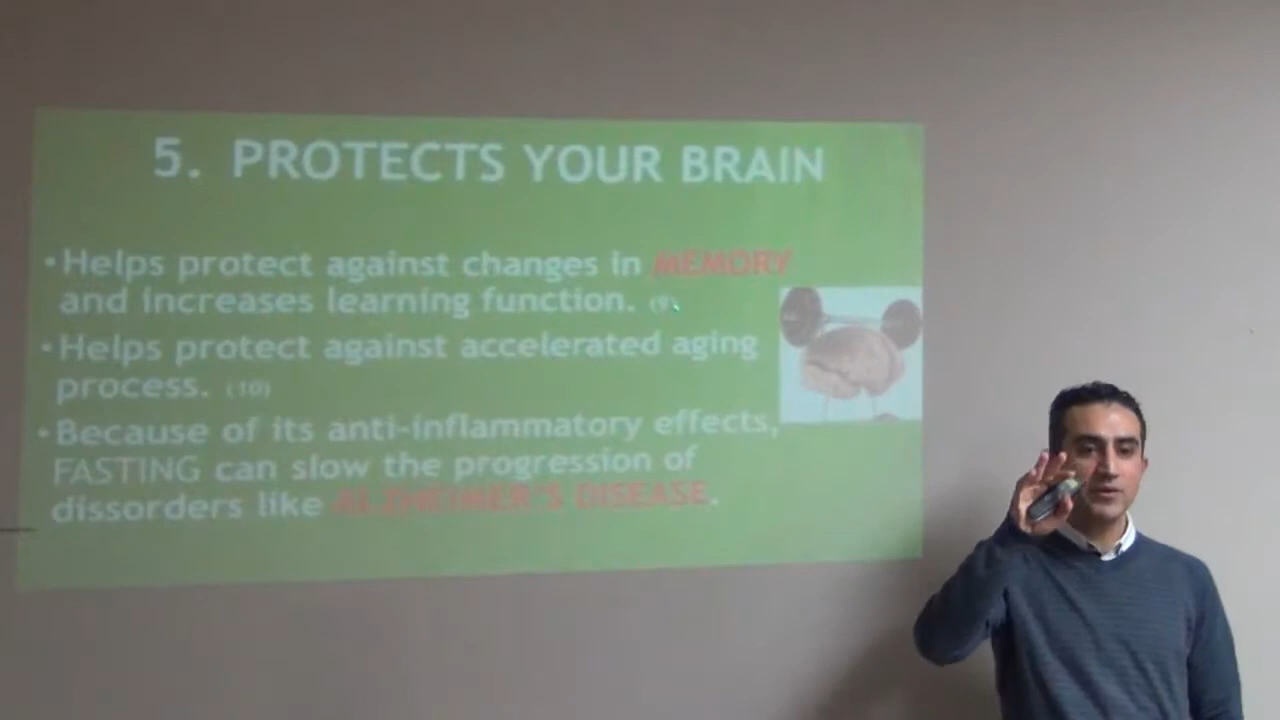 5. PROTECTS YOUR BRAIN
• Helps protect against changes in MEMORY
and increases learning function. (9)
• Helps protect against accelerated aging
process. (10)
• Because of its anti-inflammatory effects,
FASTING can slow the progression of
dissorders like ALZHEIMER'S DISEASE.